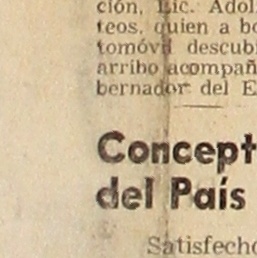 ción, Lic. Adol
teos, quien a bo
tomóvil descubi
arribo acompañ
bernador del E
Concept
del País
Satisfecho